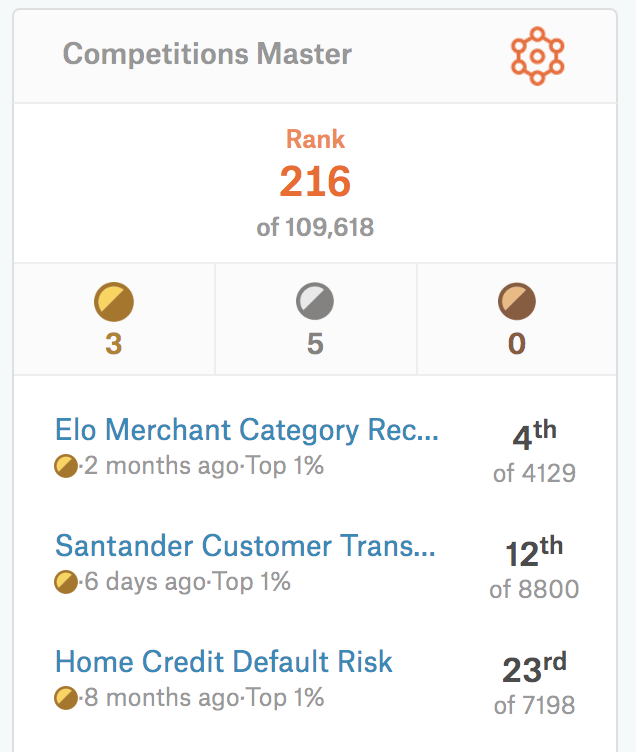 Competitions Master
Rank
216
of 109,618
3 5 0
Elo Merchant Category Rec... 4th
·2 months ago·Top 1% of 4129
Santander Customer Trans... 12th
·6 days ago·Top 1% of 8800
Home Credit Default Risk 23rd
·8 months ago·Top 1% of 7198